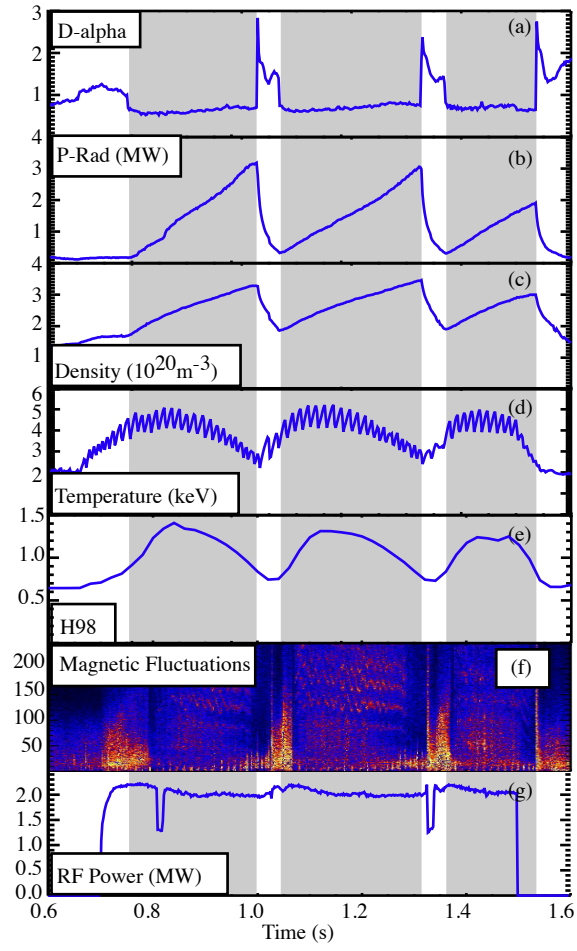 3
D-alpha
(a)
2
1
4
P-Rad (MW)
(b)
3
2
1
4
(c)
3
2
1
Density (10^20m^-3)
6
(d)
5
4
3
2
Temperature (keV)
1.5
(e)
1.0
0.5
H98
Magnetic Fluctuations
(f)
200
150
100
50
(g)
2.0
1.5
1.0
0.5
RF Power (MW)
0.0
0.6 0.8 1.0 1.2 1.4 1.6
Time (s)